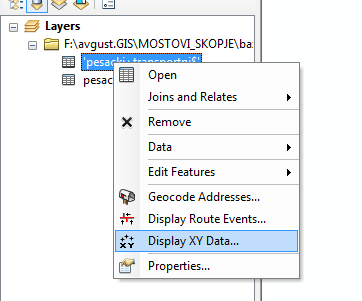 Layers
F:\avgust.GIS\MOSTOVI_SKOPJE\ba
'pesacki i transportni$'
pesac
Open
Joins and Relates
Remove
Data
Edit Features
Geocode Addresses...
Display Route Events...
Display XY Data...
Properties...